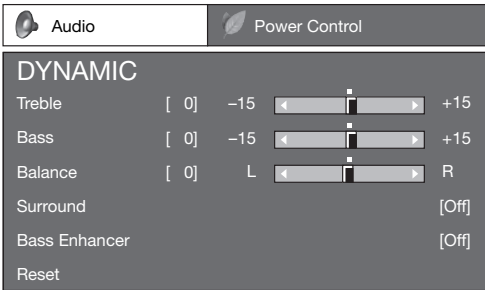 Audio Power Control
DYNAMIC
Treble [ 0] –15 +15
Bass [ 0] –15 +15
Balance [ 0] L R
Surround [Off]
Bass Enhancer [Off]
Reset